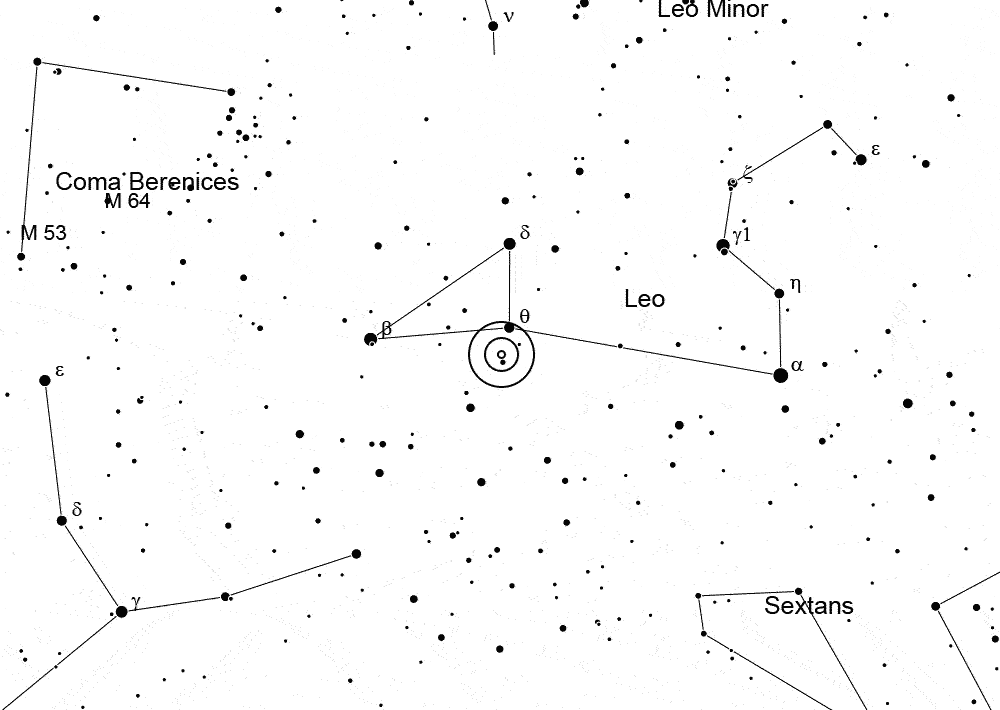 Leo Minor
ν
ε
ζ
Coma Berenices
M 64
M 53
δ
γ1
η
Leo
θ
β
α
ε
δ
γ
Sextans